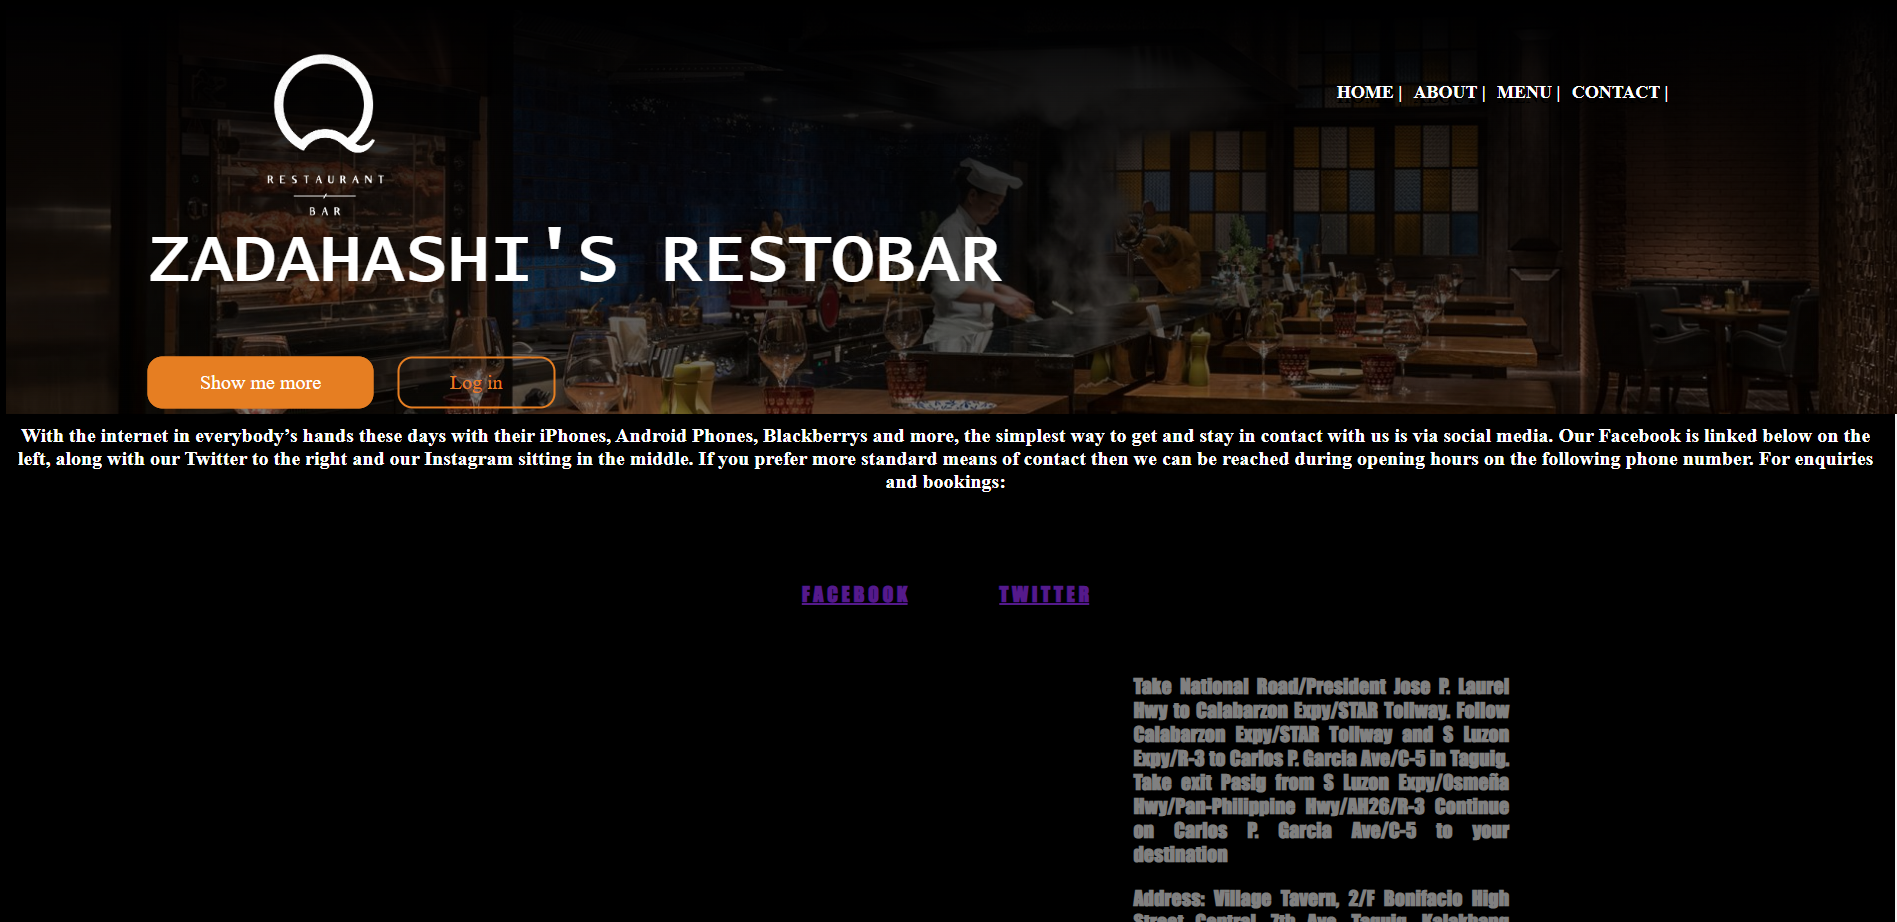 RESTAURANT
/
BAR
HOME | ABOUT | MENU | CONTACT |
ZADAHASHI'S RESTOBAR
Show me more
Log in
With the internet in everybody’s hands these days with their iPhones, Android Phones, Blackberrys and more, the simplest way to get and stay in contact with us is via social media. Our Facebook is linked below on the
left, along with our Twitter to the right and our Instagram sitting in the middle. If you prefer more standard means of contact then we can be reached during opening hours on the following phone number. For enquiries
and bookings:
FACEBOOK
TWITTER
Take National Road/President Jose P. Laurel
Hwy to Calabarzon Expy/STAR Tollway. Follow
Calabarzon Expy/STAR Tollway and S Luzon
Expy/R-3 to Carlos P. Garcia Ave/C-5 in Taguig.
Take exit Pasig from S Luzon Expy/Osmeña
Hwy/Pan-Philippine Hwy/AH26/R-3 Continue
on Carlos P. Garcia Ave/C-5 to your
destination
Address: Village Tavern, 2/F Bonifacio High
Street Central, 7th Ave, Taguig, Kalakhang